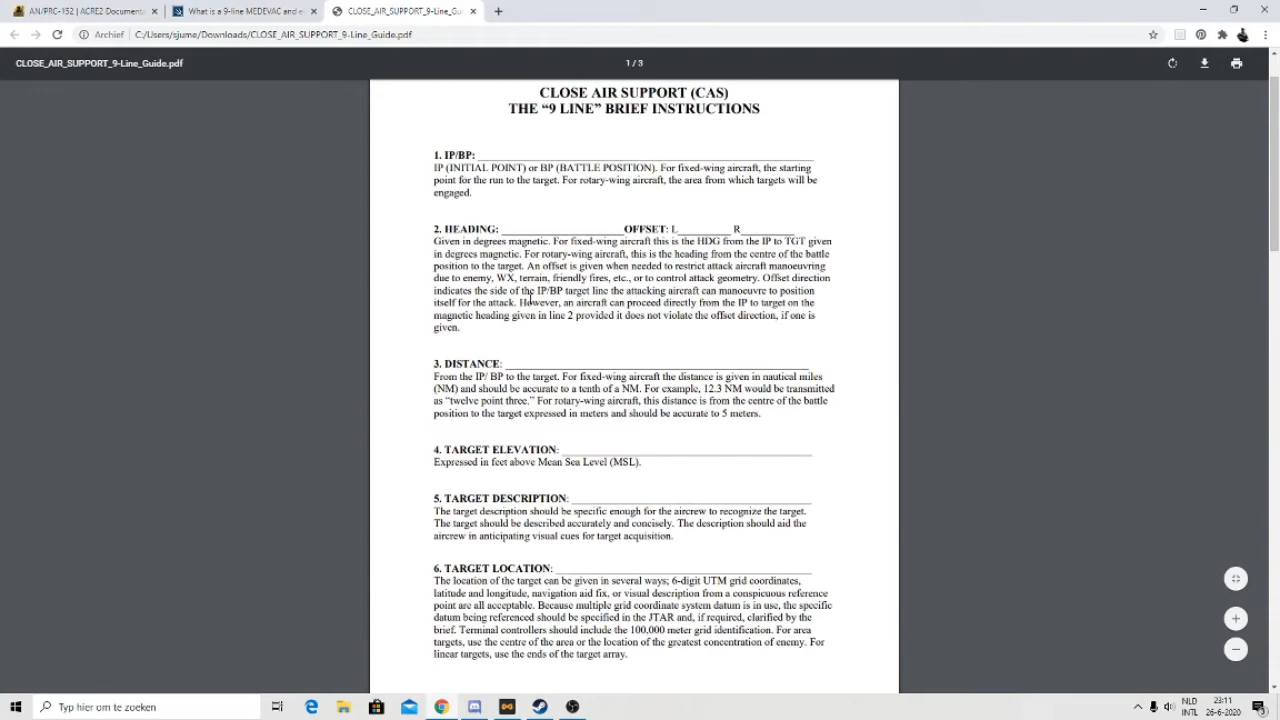 AN/PRC-152 | ACRE2 Documenta
What is a 9-line MEDEVAC and e
CLOSE_AIR_SUPPORT_9-Line_Gu
Archief
C:/Users/sjume/Downloads/CLOSE_AIR_SUPPORT_9-Line_Guide.pdf
CLOSE_AIR_SUPPORT_9-Line_Guide.pdf
1 / 3
CLOSE AIR SUPPORT (CAS)
THE “9 LINE” BRIEF INSTRUCTIONS
1. IP/BP:
IP (INITIAL POINT) or BP (BATTLE POSITION). For fixed-wing aircraft, the starting
point for the run to the target. For rotary-wing aircraft, the area from which targets will be
engaged.
2. HEADING: ____________________ OFFSET: L_________ R_________
Given in degrees magnetic. For fixed-wing aircraft this is the HDG from the IP to TGT given
in degrees magnetic. For rotary-wing aircraft, this is the heading from the centre of the battle
position to the target. An offset is given when needed to restrict attack aircraft manoeuvring
due to enemy, WX, terrain, friendly fires, etc., or to control attack geometry. Offset direction
indicates the side of the IP/BP target line the attacking aircraft can manoeuvre to position
itself for the attack. However, an aircraft can proceed directly from the IP to target on the
magnetic heading given in line 2 provided it does not violate the offset direction, if one is
given.
3. DISTANCE:
From the IP/ BP to the target. For fixed-wing aircraft the distance is given in nautical miles
(NM) and should be accurate to a tenth of a NM. For example, 12.3 NM would be transmitted
as “twelve point three.” For rotary-wing aircraft, this distance is from the centre of the battle
position to the target expressed in meters and should be accurate to 5 meters.
4. TARGET ELEVATION:
Expressed in feet above Mean Sea Level (MSL).
5. TARGET DESCRIPTION:
The target description should be specific enough for the aircrew to recognize the target.
The target should be described accurately and concisely. The description should aid the
aircrew in anticipating visual cues for target acquisition.
6. TARGET LOCATION:
The location of the target can be given in several ways; 6-digit UTM grid coordinates,
latitude and longitude, navigation aid fix, or visual description from a conspicuous reference
point are all acceptable. Because multiple grid coordinate system datum is in use, the specific
datum being referenced should be specified in the JTAR and, if required, clarified by the
brief. Terminal controllers should include the 100,000 meter grid identification. For area
targets, use the centre of the area or the location of the greatest concentration of enemy. For
linear targets, use the ends of the target array.
Typ hier om te zoeken
NLD
INTL
23:11
26-6-2020